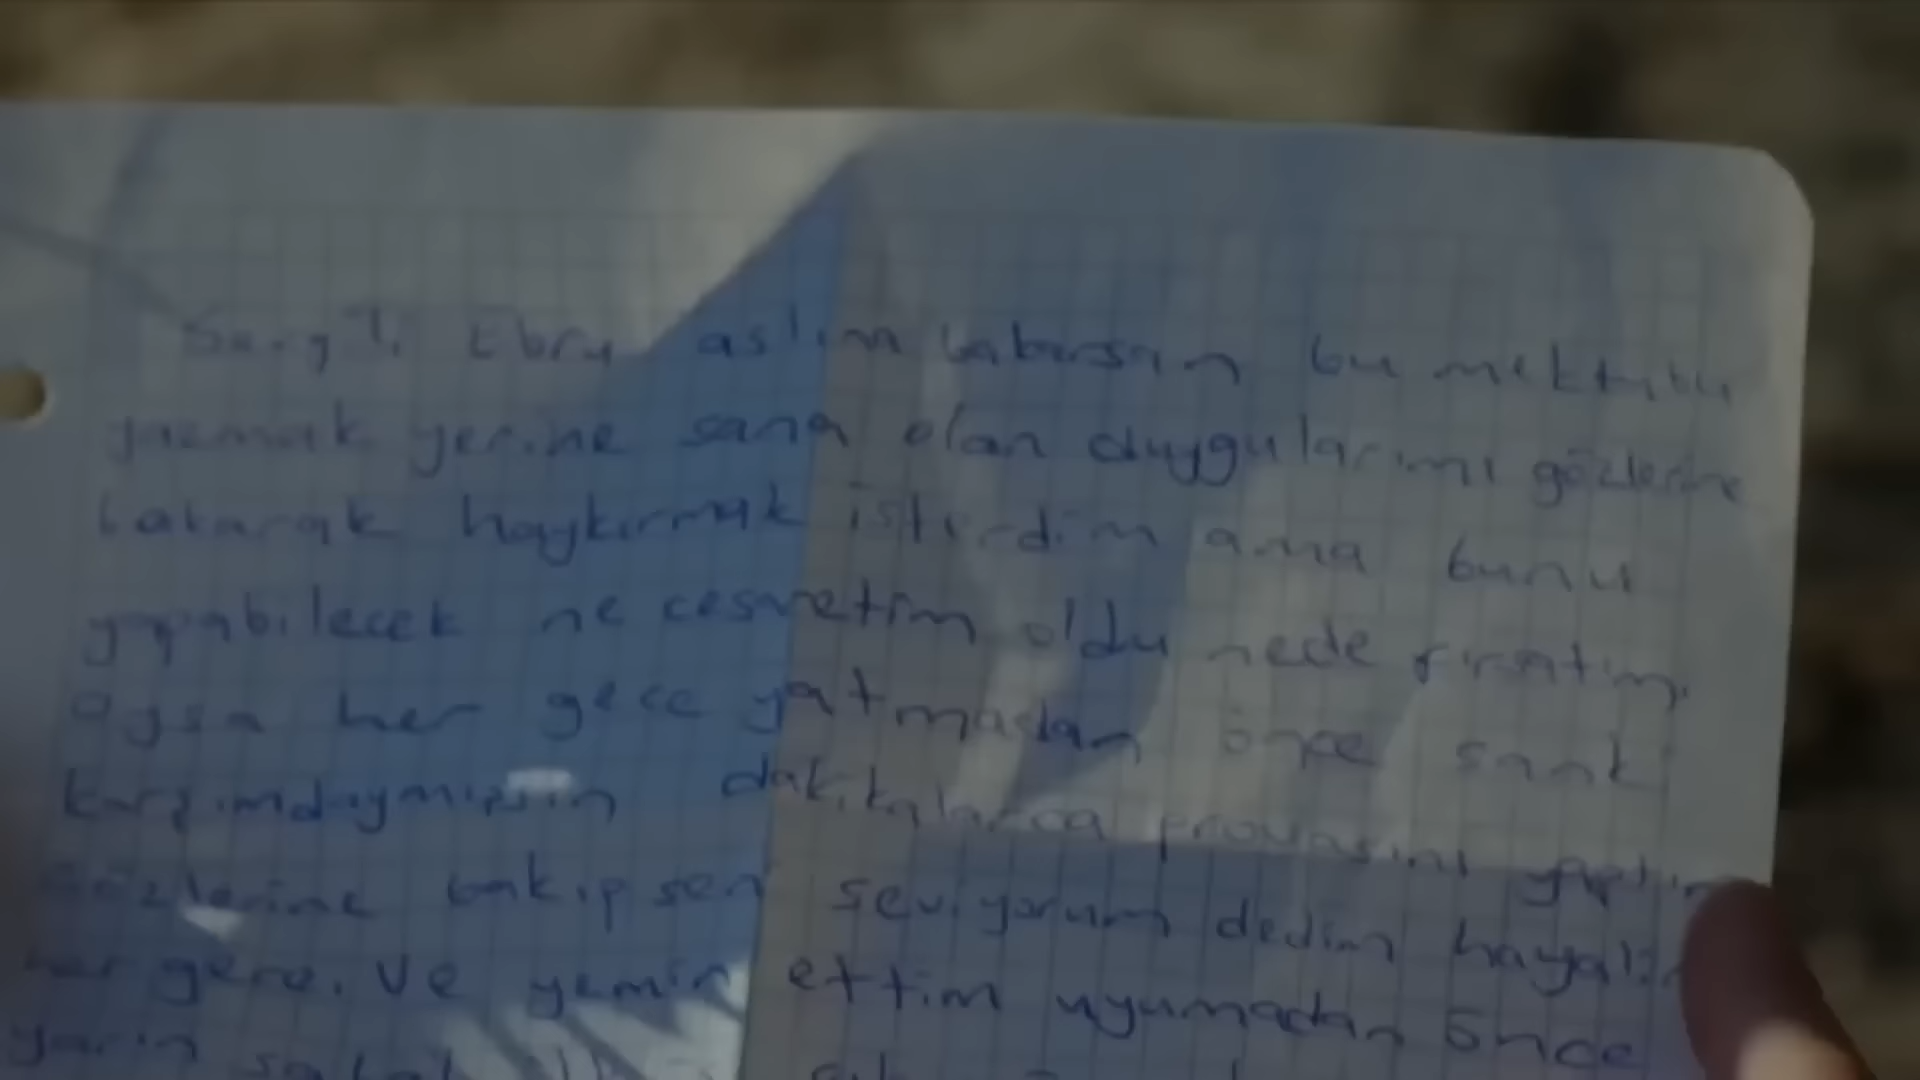 Sevgili Ebru aslına bakarsan bu mektubu
yazmak yerine sana olan duygularımı gözlerine
bakarak haykırmak isterdim ama bunu
yapabilecek ne cesaretim oldu nede fırsatım.
Oysa her gece yatmadan önce sanki
karşımdaymışsın dakikalarca provasını yaptım
gözlerine bakıp seni seviyorum dedim
her gece. Ve yemin ettim uyumadan önce
yarın